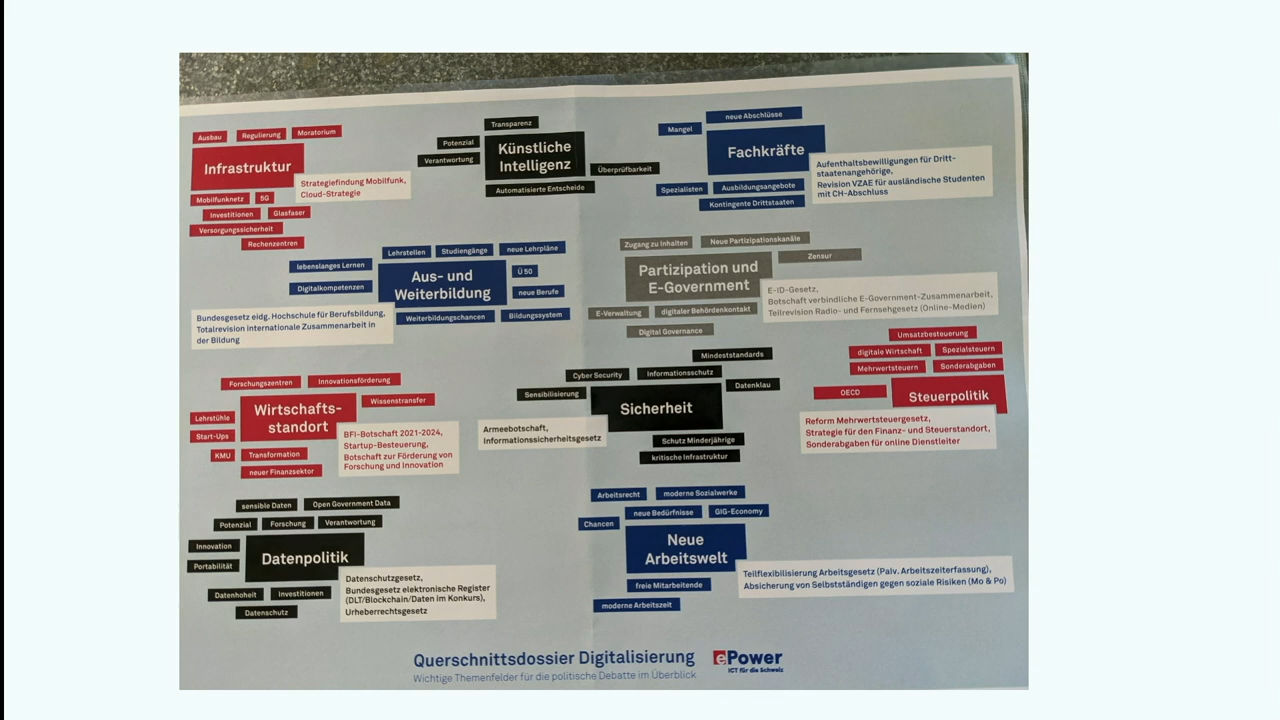 Ausbau
Regulierung
Moratorium
Infrastruktur
Strategiefindung Mobilfunk,
Cloud-Strategie
Mobilfunknetz
5G
Investitionen
Glasfaser
Versorgungssicherheit
Rechenzentren
Transparenz
Potenzial
Verantwortung
Künstliche
Intelligenz
Überprüfbarkeit
Automatisierte Entscheide
neue Abschlüsse
Mangel
Fachkräfte
Aufenthaltsbewilligungen für Dritt-
staatenangehörige,
Revision VZAE für ausländische Studenten
mit CH-Abschluss
Spezialisten
Ausbildungsangebote
Kontingente Drittstaaten
Lehrstellen
Studiengänge
neue Lehrpläne
lebenslanges Lernen
Digitalkompetenzen
Aus- und
Weiterbildung
Ü 50
neue Berufe
Weiterbildungschancen
Bildungssystem
Bundesgesetz eidg. Hochschule für Berufsbildung,
Totalrevision internationale Zusammenarbeit in
der Bildung
Zugang zu Inhalten
Neue Partizipationskanäle
Zensur
Partizipation und
E-Government
E-ID-Gesetz,
Botschaft verbindliche E-Government-Zusammenarbeit,
Teilrevision Radio- und Fernsehgesetz (Online-Medien)
E-Verwaltung
digitaler Behördenkontakt
Digital Governance
Forschungszentren
Innovationsförderung
Wissenstransfer
Lehrstühle
Start-Ups
KMU
Wirtschafts-
standort
Transformation
neuer Finanzsektor
BFI-Botschaft 2021-2024,
Startup-Besteuerung,
Botschaft zur Förderung von
Forschung und Innovation
Mindeststandards
Cyber Security
Informationsschutz
Sensibilisierung
Datenklau
Sicherheit
Armeebotschaft,
Informationssicherheitsgesetz
Schutz Minderjährige
kritische Infrastruktur
Umsatzbesteuerung
digitale Wirtschaft
Spezialsteuern
Mehrwertsteuern
Sonderabgaben
OECD
Steuerpolitik
Reform Mehrwertsteuergesetz,
Strategie für den Finanz- und Steuerstandort,
Sonderabgaben für online Dienstleiter
sensible Daten
Open Government Data
Potenzial
Forschung
Verantwortung
Innovation
Portabilität
Datenpolitik
Datenhoheit
Investitionen
Datenschutz
Datenschutzgesetz,
Bundesgesetz elektronische Register
(DLT/Blockchain/Daten im Konkurs),
Urheberrechtsgesetz
Arbeitsrecht
moderne Sozialwerke
neue Bedürfnisse
GIG-Economy
Chancen
Neue
Arbeitswelt
freie Mitarbeitende
moderne Arbeitszeit
Teilflexibilisierung Arbeitsgesetz (Paiv. Arbeitszeiterfassung),
Absicherung von Selbstständigen gegen soziale Risiken (Mo & Po)
Querschnittsdossier Digitalisierung
Wichtige Themenfelder für die politische Debatte im Überblick
ePower
ICT für die Schweiz